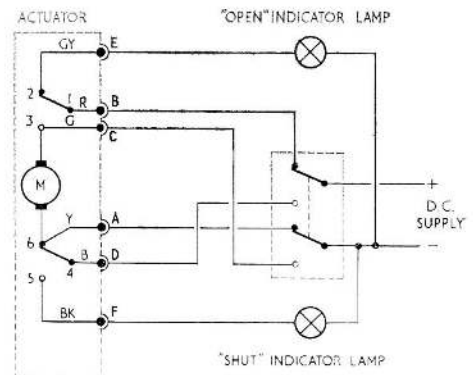 ACTUATOR
"OPEN" INDICATOR LAMP
GY E
2 1 R B
3 G C
M
Y A
6
4 B D
5
BK F
+
D.C.
SUPPLY
−
"SHUT" INDICATOR LAMP